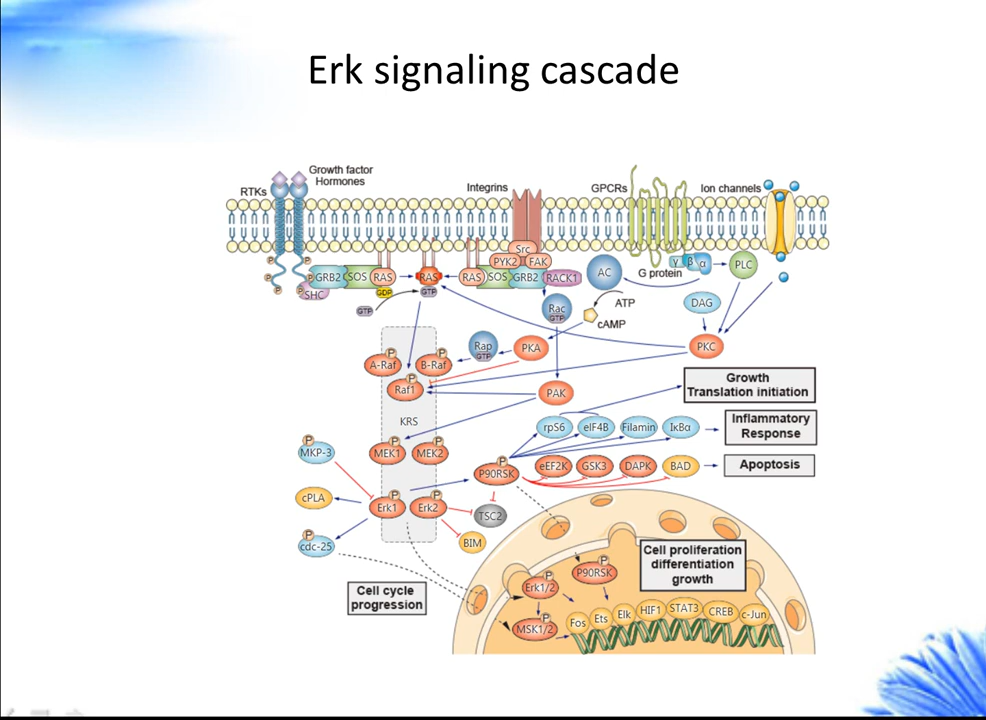 Erk signaling cascade
Growth factor
Hormones
RTKs
Integrins
GPCRs
Ion channels
P
P
P
P
GRB2
SOS
RAS
RAS
RAS
SOS
GRB2
Src
PYK2
FAK
RACK1
SHC
GDP
GTP
GTP
AC
G protein
γ
β
α
PLC
ATP
cAMP
Rac
GTP
DAG
PKC
PKA
Rap
GTP
P
A-Raf
P
B-Raf
P
Raf1
PAK
KRS
Growth
Translation initiation
rpS6
eIF4B
Filamin
IκBα
Inflammatory
Response
P
MKP-3
P
MEK1
P
MEK2
P
P90RSK
eEF2K
GSK3
DAPK
BAD
Apoptosis
cPLA
P
Erk1
P
Erk2
TSC2
P
cdc-25
BIM
Cell cycle
progression
Cell proliferation
differentiation
growth
P
Erk1/2
P
P90RSK
P
MSK1/2
Fos
Ets
Elk
HIF1
STAT3
CREB
c-Jun